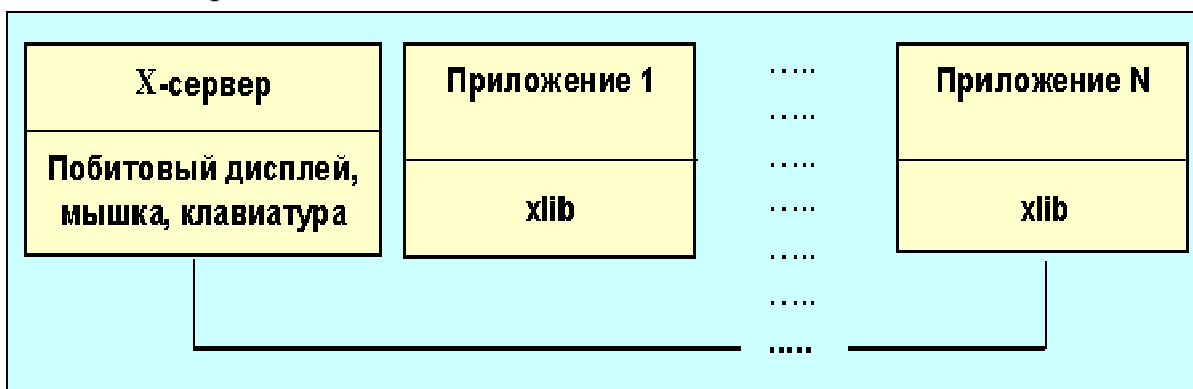 X-сервер
Побитовый дисплей,
мышка, клавиатура
Приложение 1
xlib
.....
.....
.....
.....
.....
.....
.....
Приложение N
xlib